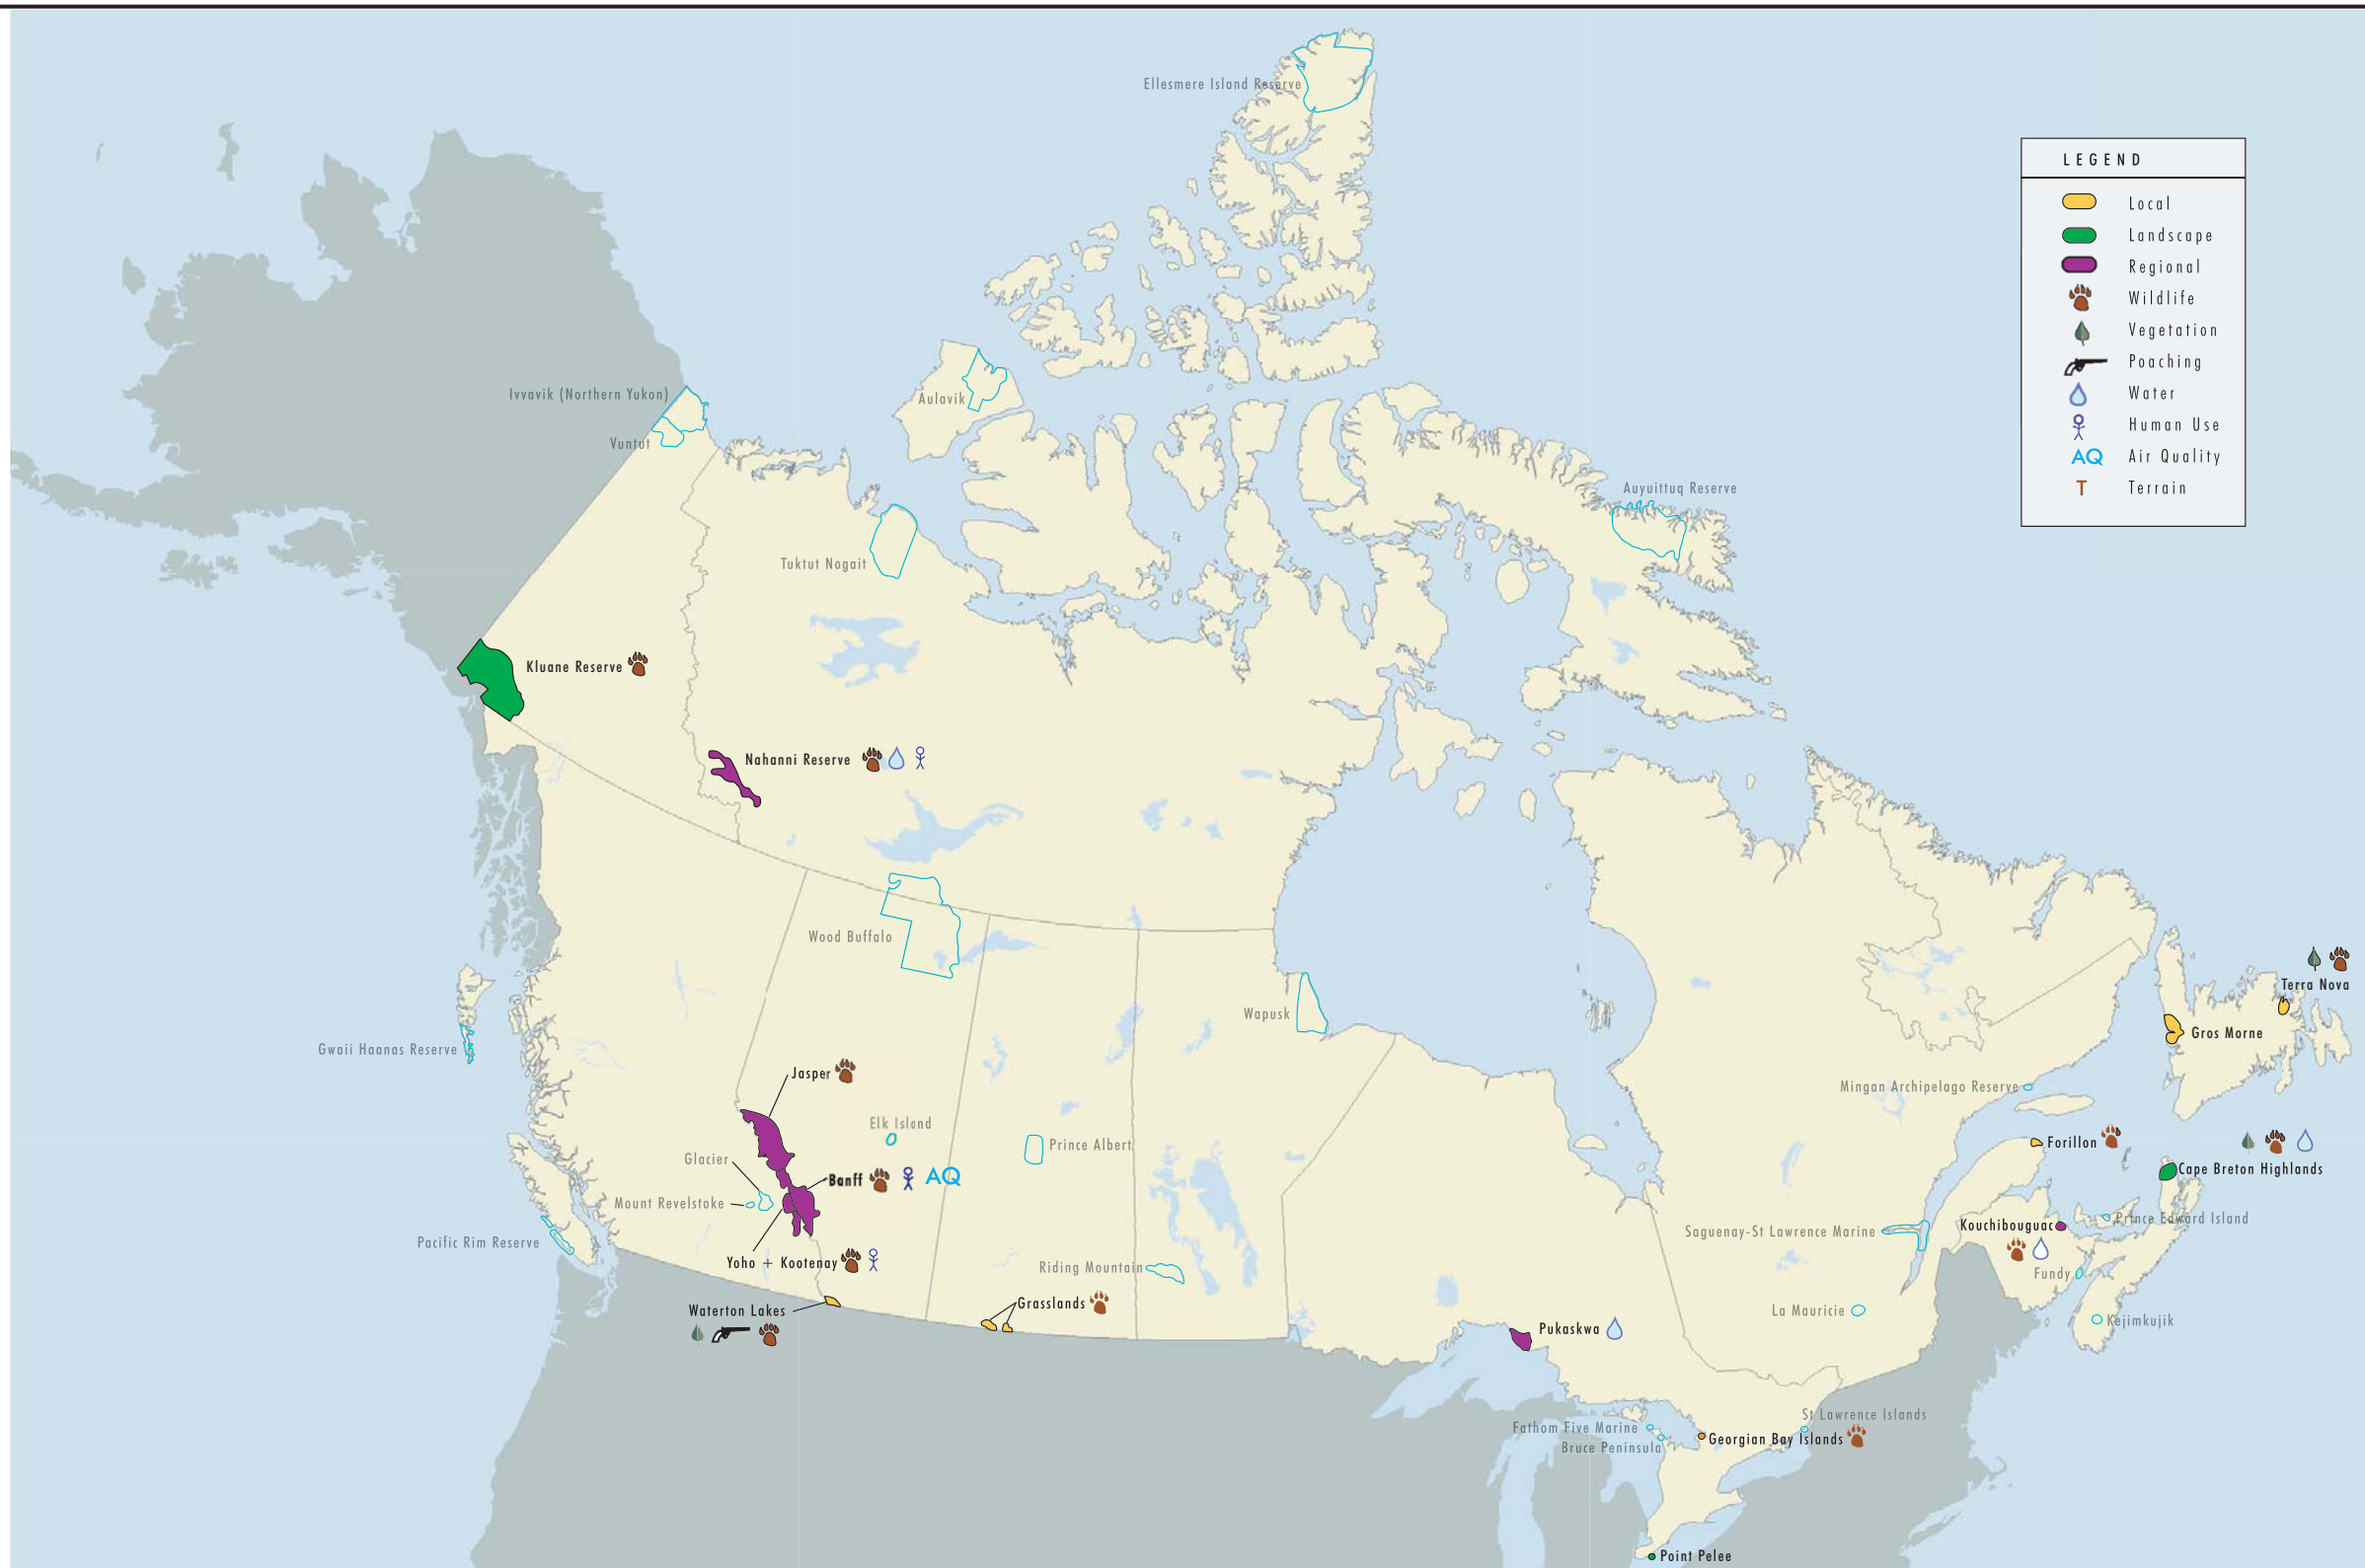 Ellesmere Island Reserve
LEGEND
Local
Landscape
Regional
Wildlife
Vegetation
Poaching
Water
Human Use
AQ Air Quality
T Terrain
Ivvavik (Northern Yukon)
Aulavik
Vuntut
Auyuittuq Reserve
Tuktut Nogait
Kluane Reserve
Nahanni Reserve
Wood Buffalo
Terra Nova
Wapusk
Gros Morne
Gwaii Haanas Reserve
Jasper
Mingan Archipelago Reserve
Elk Island
Prince Albert
Forillon
Glacier
Cape Breton Highlands
Banff AQ
Mount Revelstoke
Prince Edward Island
Kouchibouguac
Saguenay-St Lawrence Marine
Pacific Rim Reserve
Yoho + Kootenay
Riding Mountain
Fundy
Grasslands
Waterton Lakes
La Mauricie
Kejimkujik
Pukaskwa
St Lawrence Islands
Fathom Five Marine
Georgian Bay Islands
Bruce Peninsula
Point Pelee